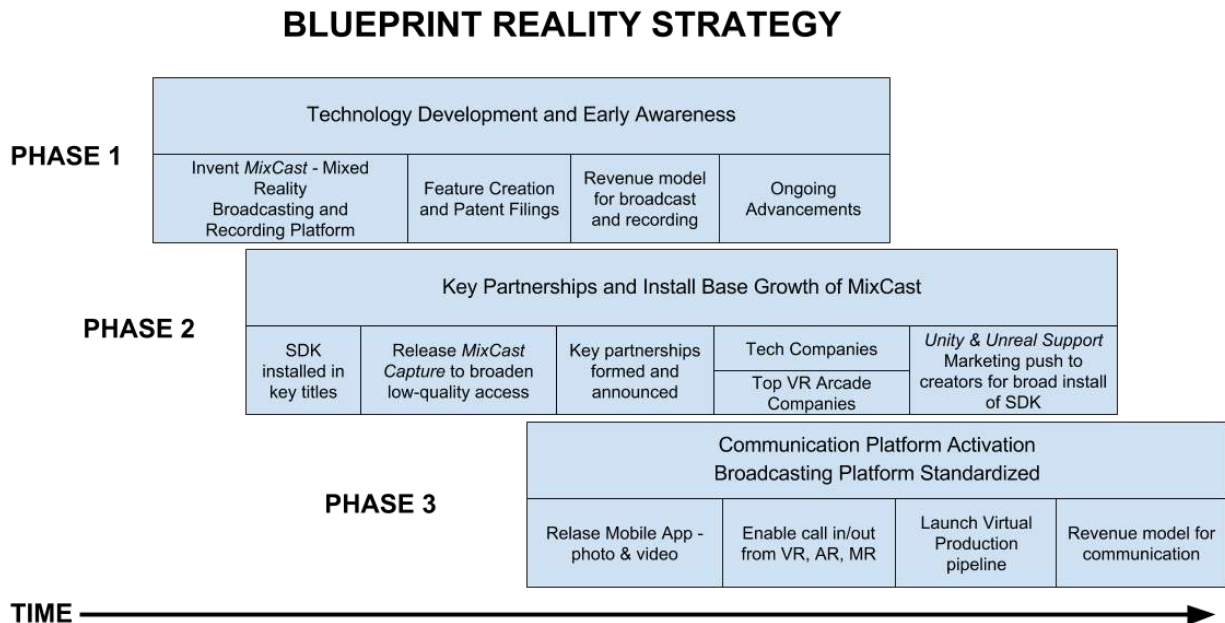 BLUEPRINT REALITY STRATEGY
PHASE 1
Technology Development and Early Awareness
Invent MixCast - Mixed
Reality
Broadcasting and
Recording Platform
Feature Creation
and Patent Filings
Revenue model
for broadcast
and recording
Ongoing
Advancements
PHASE 2
Key Partnerships and Install Base Growth of MixCast
SDK
installed in
key titles
Release MixCast
Capture to broaden
low-quality access
Key partnerships
formed and
announced
Tech Companies
Top VR Arcade
Companies
Unity & Unreal Support
Marketing push to
creators for broad install
of SDK
PHASE 3
Communication Platform Activation
Broadcasting Platform Standardized
Relase Mobile App -
photo & video
Enable call in/out
from VR, AR, MR
Launch Virtual
Production
pipeline
Revenue model for
communication
TIME